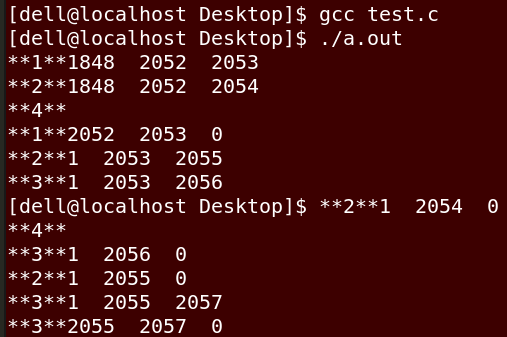 [dell@localhost Desktop]$ gcc test.c
[dell@localhost Desktop]$ ./a.out
**1**1848  2052  2053
**2**1848  2052  2054
**4**
**1**2052  2053  0
**2**1  2053  2055
**3**1  2053  2056
[dell@localhost Desktop]$ **2**1  2054  0
**4**
**3**1  2056  0
**2**1  2055  0
**3**1  2055  2057
**3**2055  2057  0